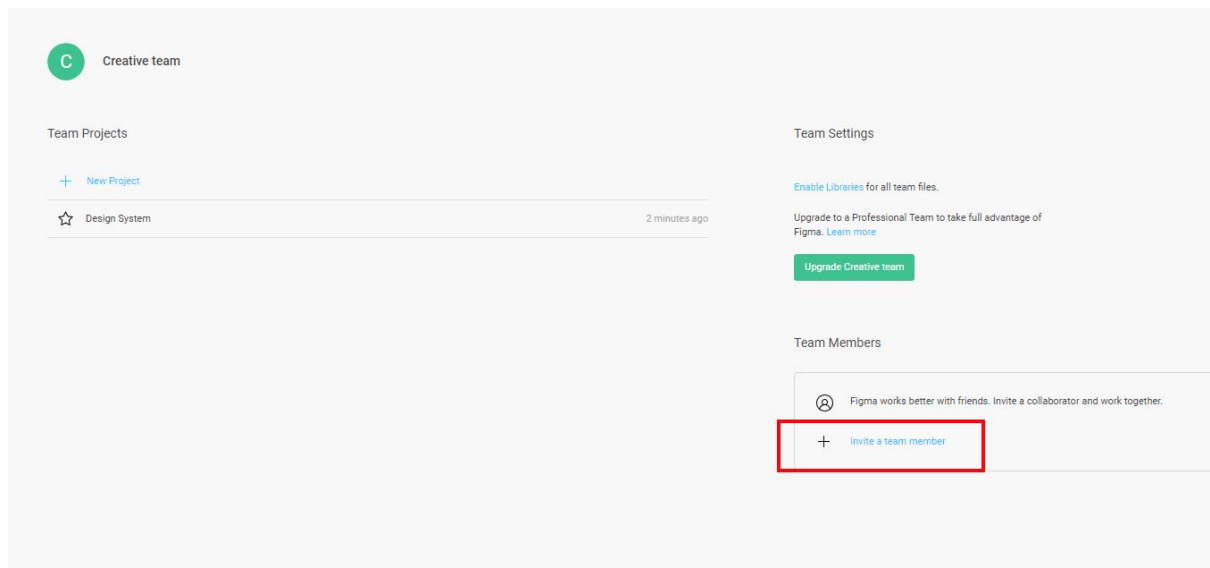 C
Creative team
Team Projects
New Project
Design System
2 minutes ago
Team Settings
Enable Libraries for all team files.
Upgrade to a Professional Team to take full advantage of
Figma. Learn more
Upgrade Creative team
Team Members
Figma works better with friends. Invite a collaborator and work together.
Invite a team member